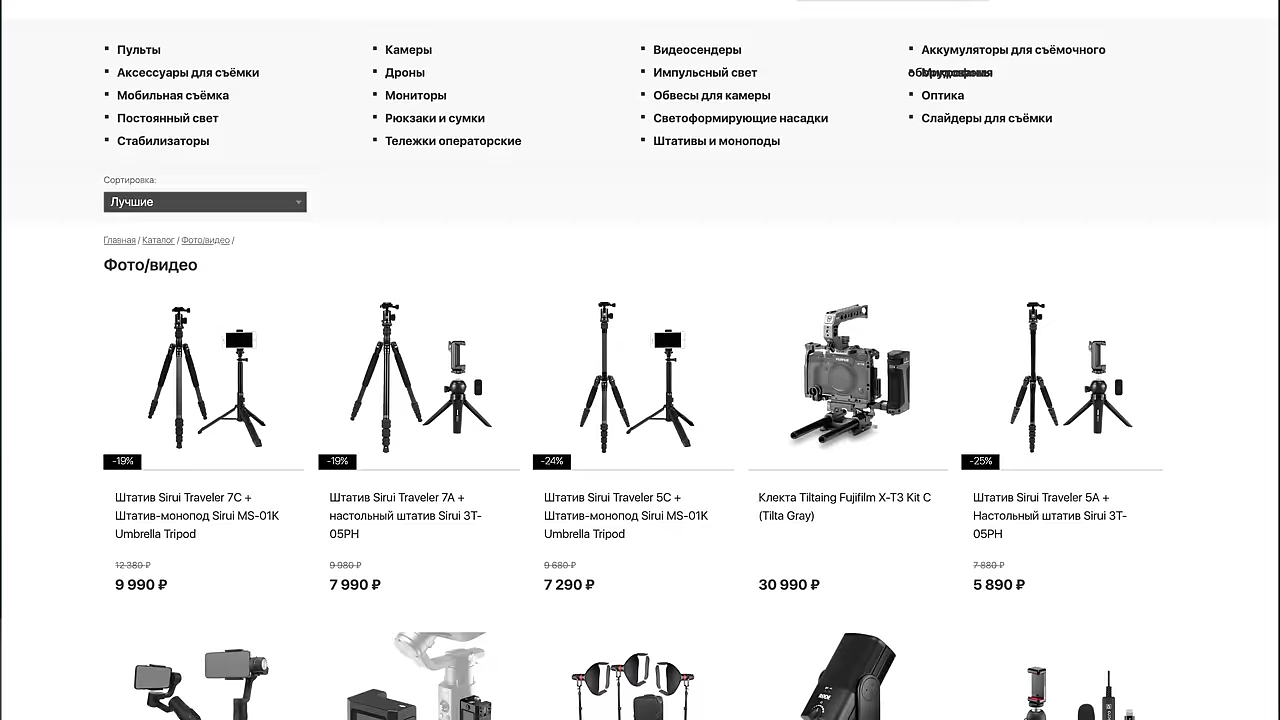 Пульты
Камеры
Видеосендеры
Аккумуляторы для съёмочного
оборудования
Аксессуары для съёмки
Дроны
Импульсный свет
Микрофоны
Мобильная съёмка
Мониторы
Обвесы для камеры
Оптика
Постоянный свет
Рюкзаки и сумки
Светоформирующие насадки
Слайдеры для съёмки
Стабилизаторы
Тележки операторские
Штативы и моноподы
Сортировка:
Лучшие
Главная / Каталог / Фото/видео /
Фото/видео
-19%
-19%
-24%
-25%
Штатив Sirui Traveler 7C +
Штатив-монопод Sirui MS-01K
Umbrella Tripod
12 380 ₽
9 990 ₽
Штатив Sirui Traveler 7A +
настольный штатив Sirui 3T-
05PH
9 980 ₽
7 990 ₽
Штатив Sirui Traveler 5C +
Штатив-монопод Sirui MS-01K
Umbrella Tripod
9 680 ₽
7 290 ₽
Клекта Tiltaing Fujifilm X-T3 Kit C
(Tilta Gray)
30 990 ₽
Штатив Sirui Traveler 5A +
Настольный штатив Sirui 3T-
05PH
7 880 ₽
5 890 ₽
RODE